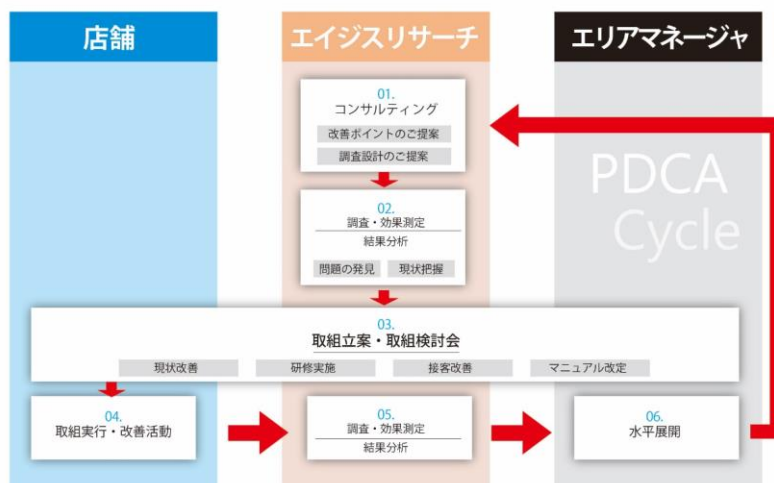 店舗
エイジスリサーチ
エリアマネージャ
01.
コンサルティング
改善ポイントのご提案
調査設計のご提案
PDCA
Cycle
02.
調査・効果測定
結果分析
問題の発見
現状把握
03.
取組立案・取組検討会
現状改善
研修実施
接客改善
マニュアル改定
04.
取組実行・改善活動
05.
調査・効果測定
結果分析
06.
水平展開